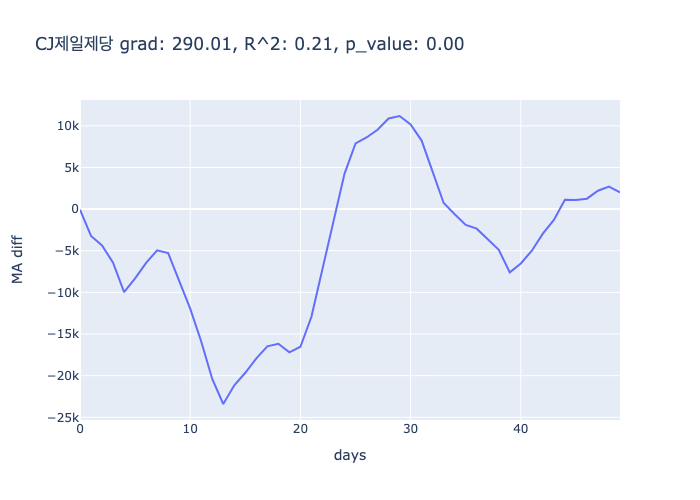 CJ제일제당 grad: 290.01, R^2: 0.21, p_value: 0.00
10k
5k
0
−5k
−10k
−15k
−20k
−25k
MA diff
0 10 20 30 40
days